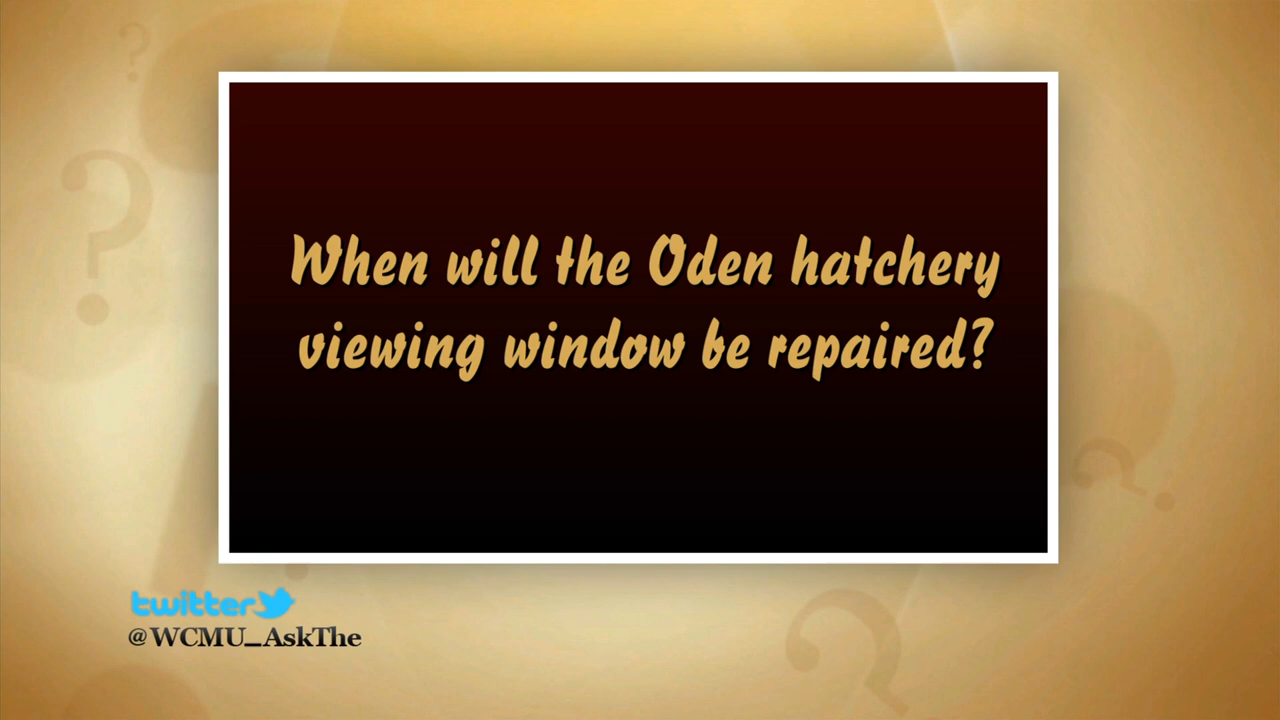 When will the Oden hatchery
viewing window be repaired?
twitter
@WCMU_AskThe